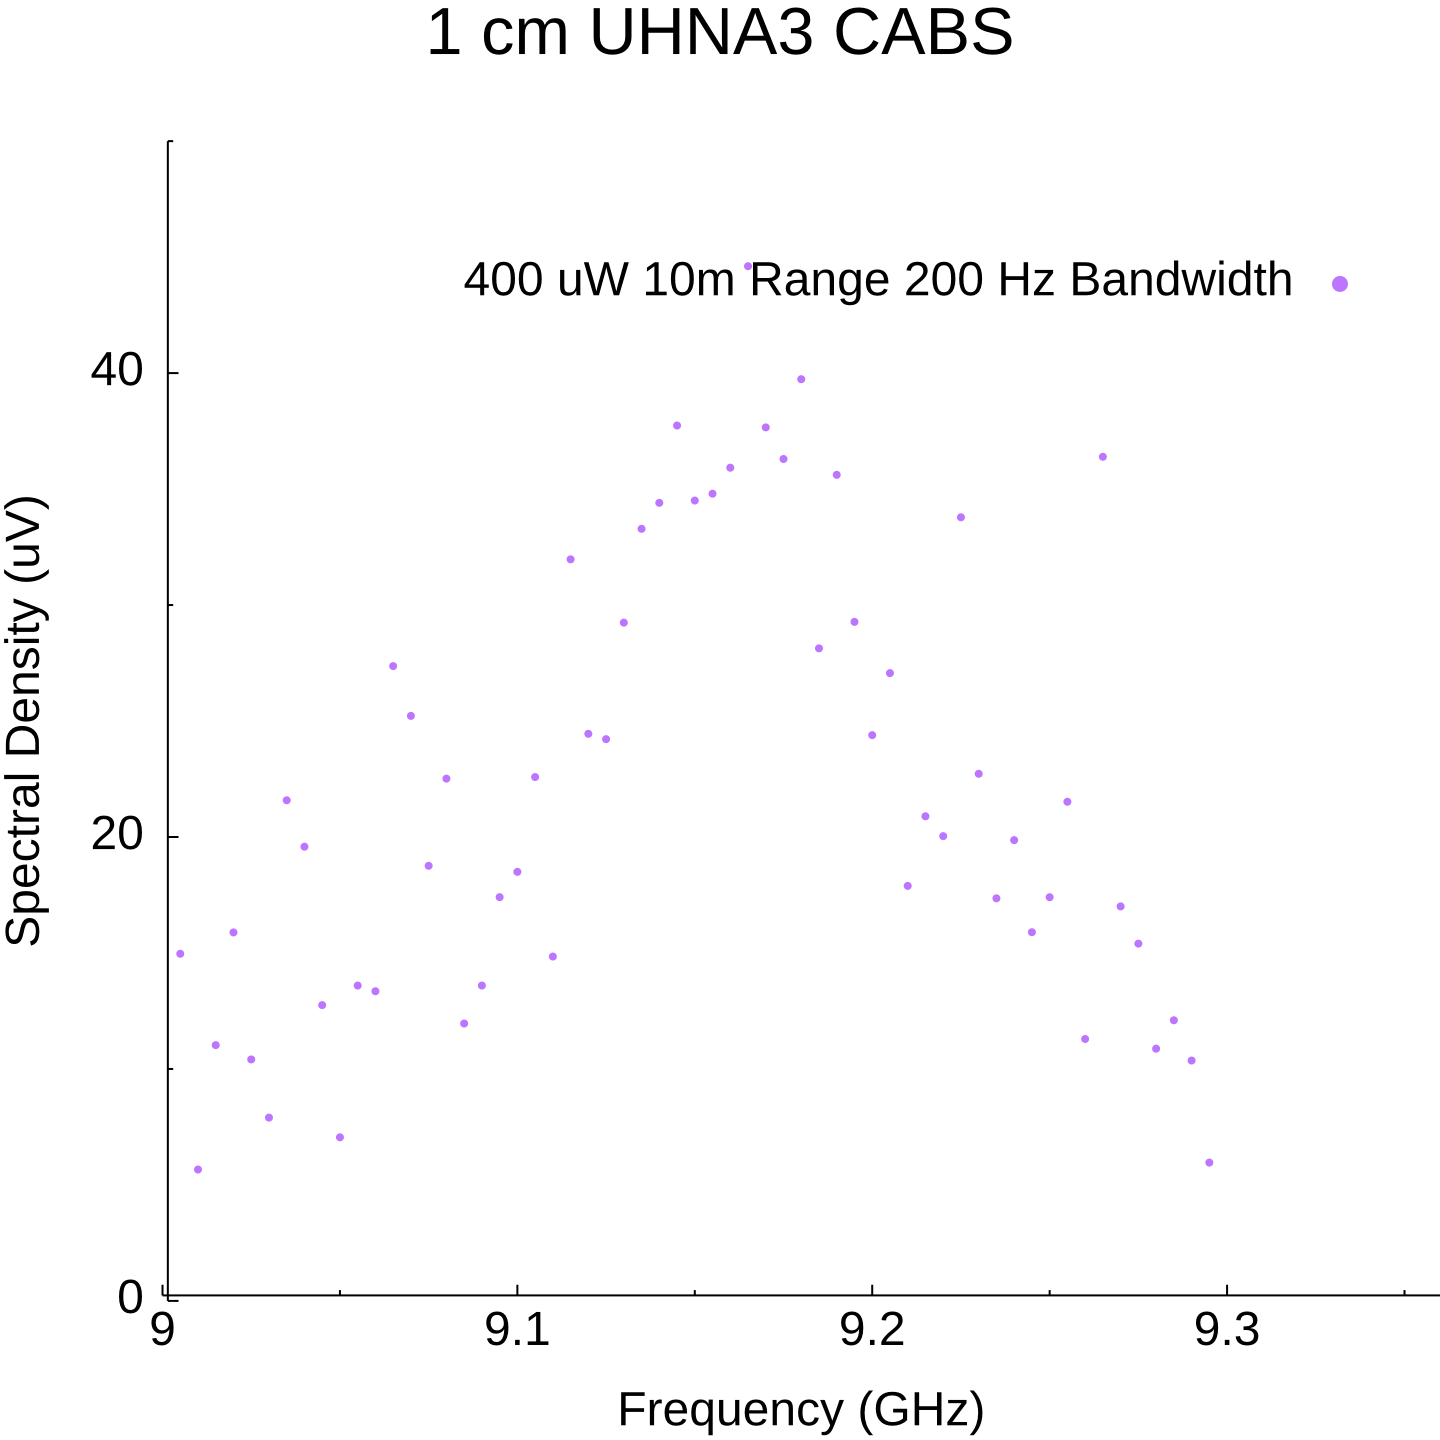 1 cm UHNA3 CABS
400 uW 10m Range 200 Hz Bandwidth
40
20
0
Spectral Density (uV)
9 9.1 9.2 9.3
Frequency (GHz)